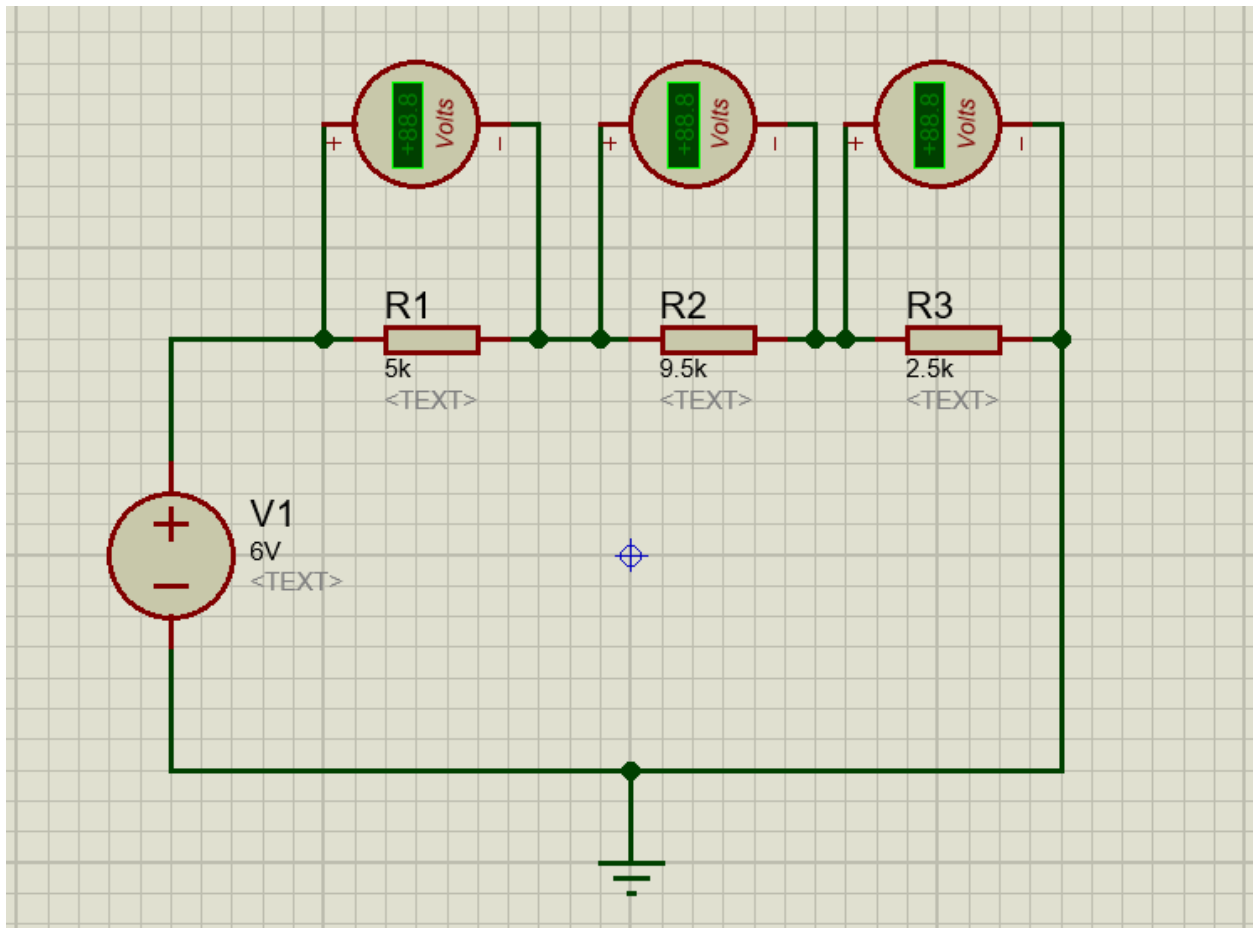 +88.8
Volts
+
-
+88.8
Volts
+
-
+88.8
Volts
+
-
R1
5k
<TEXT>
R2
9.5k
<TEXT>
R3
2.5k
<TEXT>
V1
6V
<TEXT>
+
-